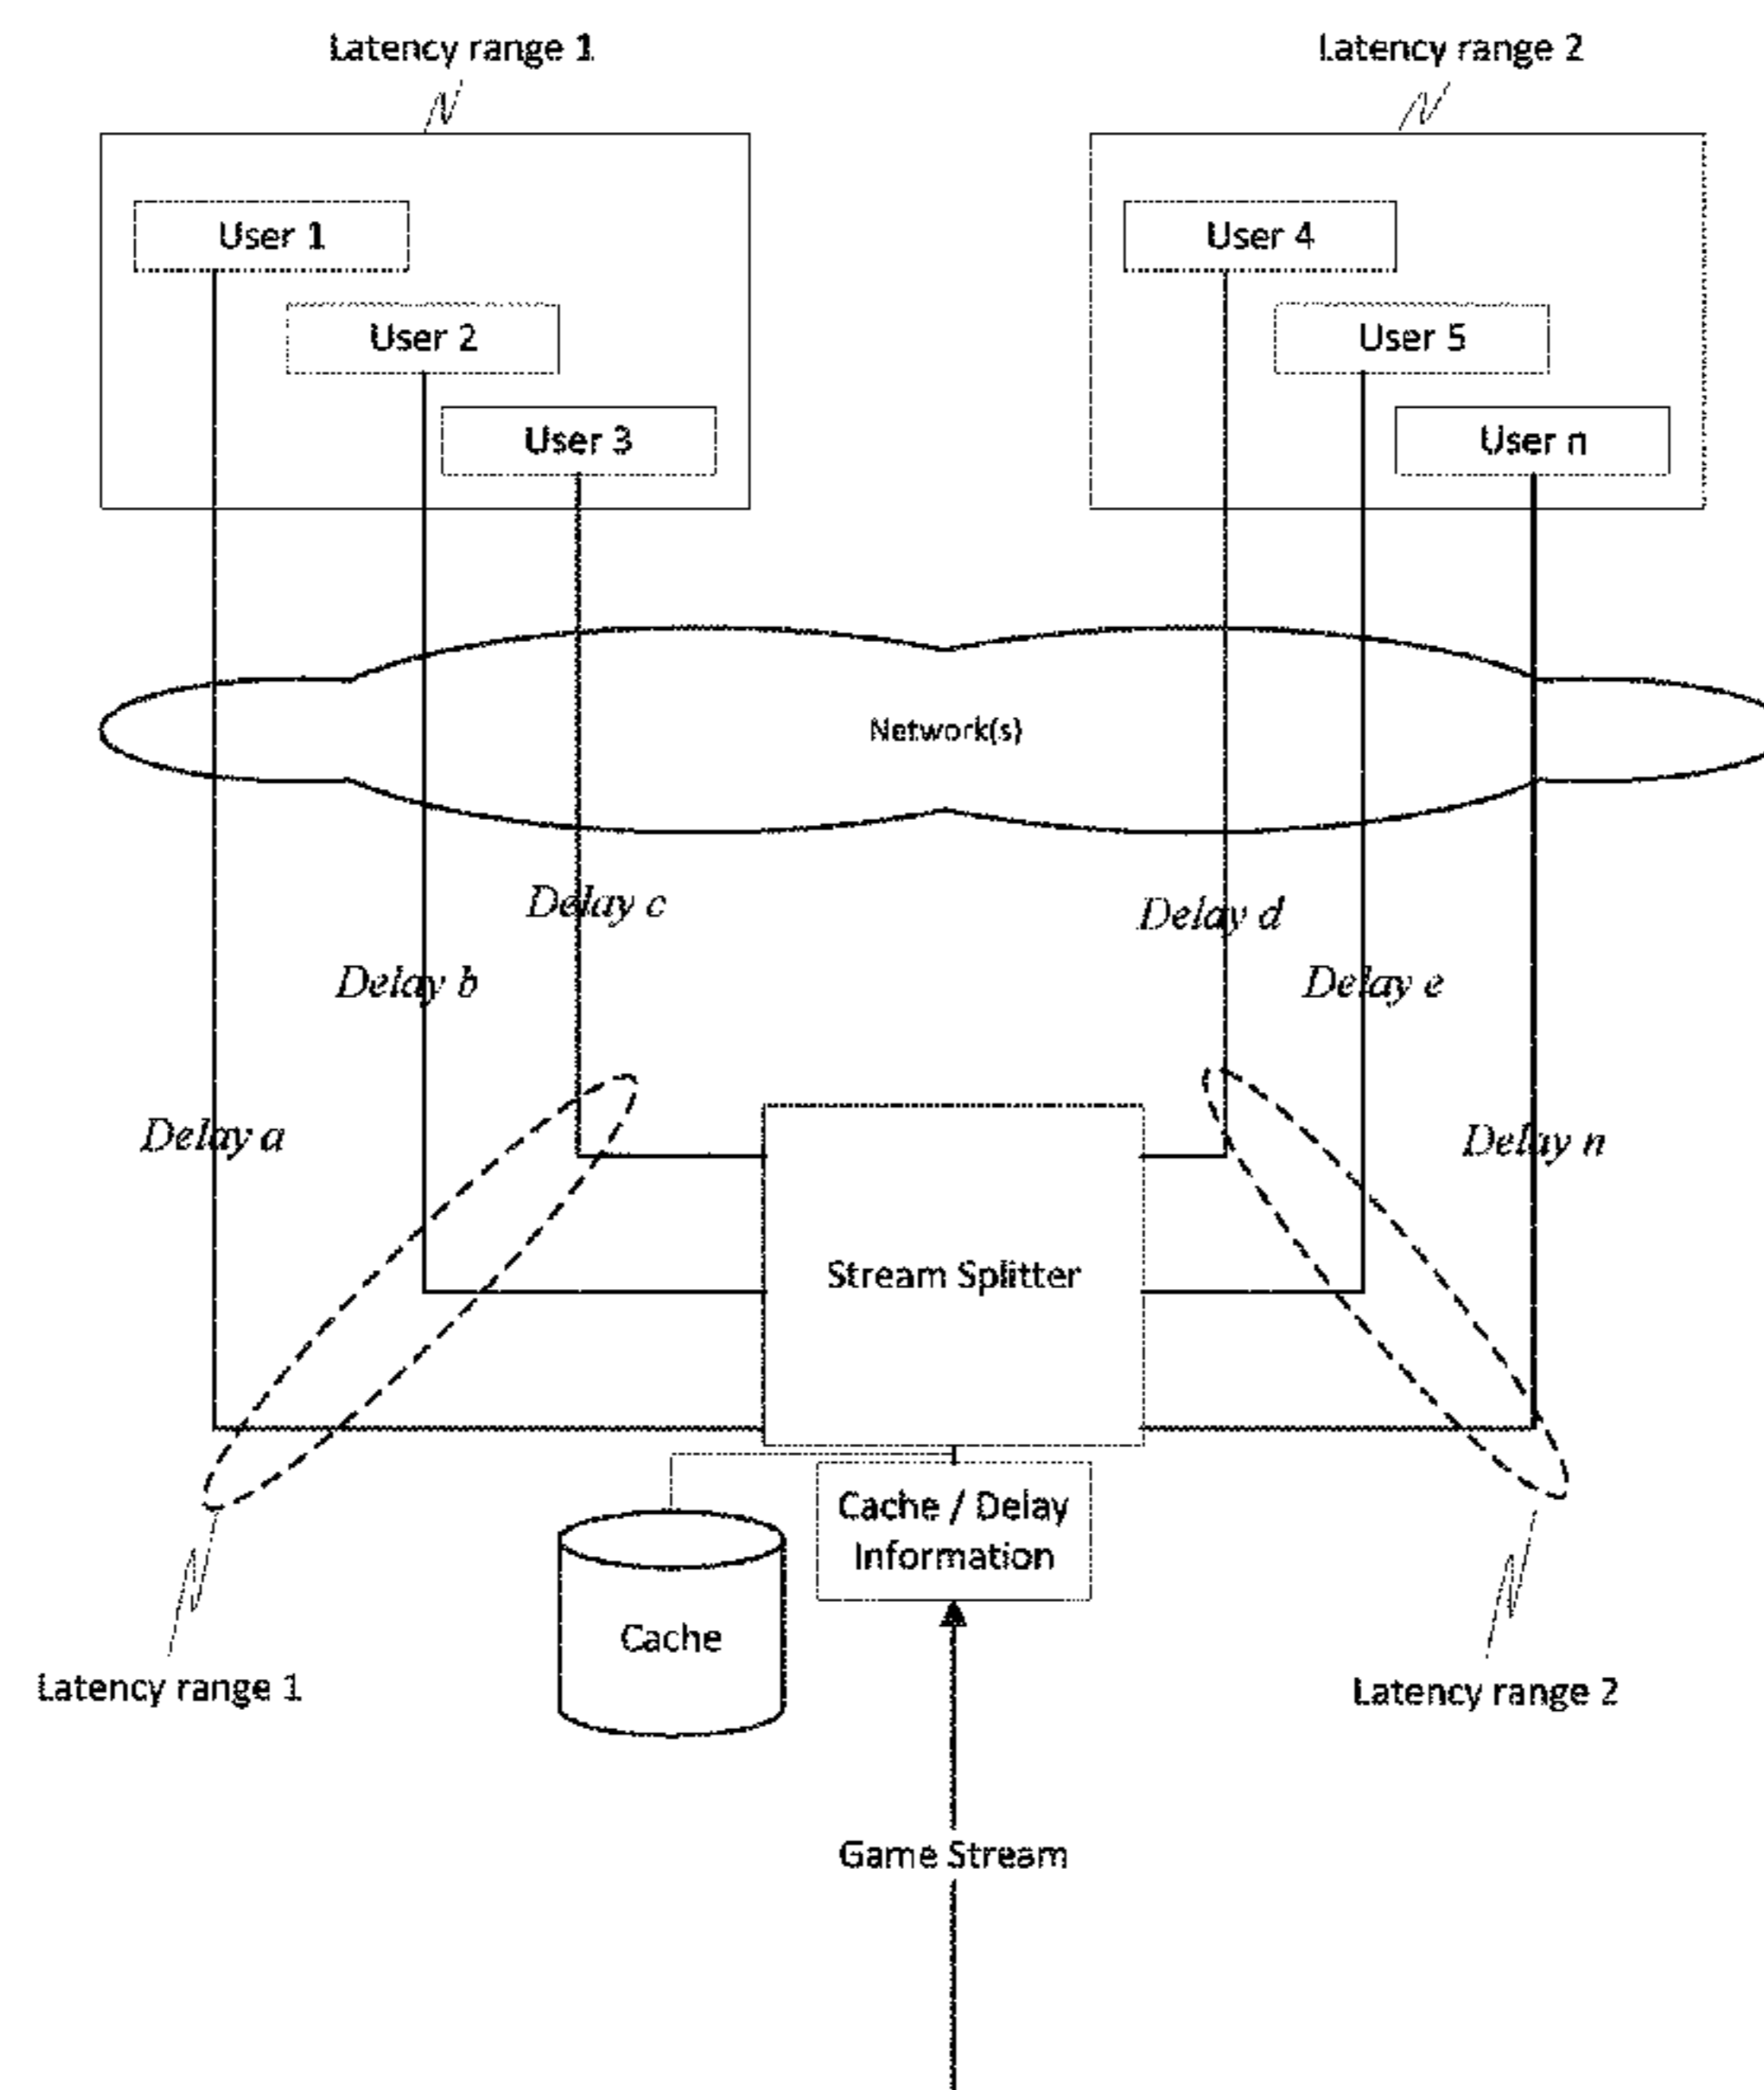 Latency range 1
Latency range 2
User 1
User 4
User 2
User 5
User 3
User n
Network(s)
Delay c
Delay d
Delay b
Delay e
Delay a
Delay n
Stream Splitter
Cache / Delay
Information
Cache
Latency range 1
Latency range 2
Game Stream